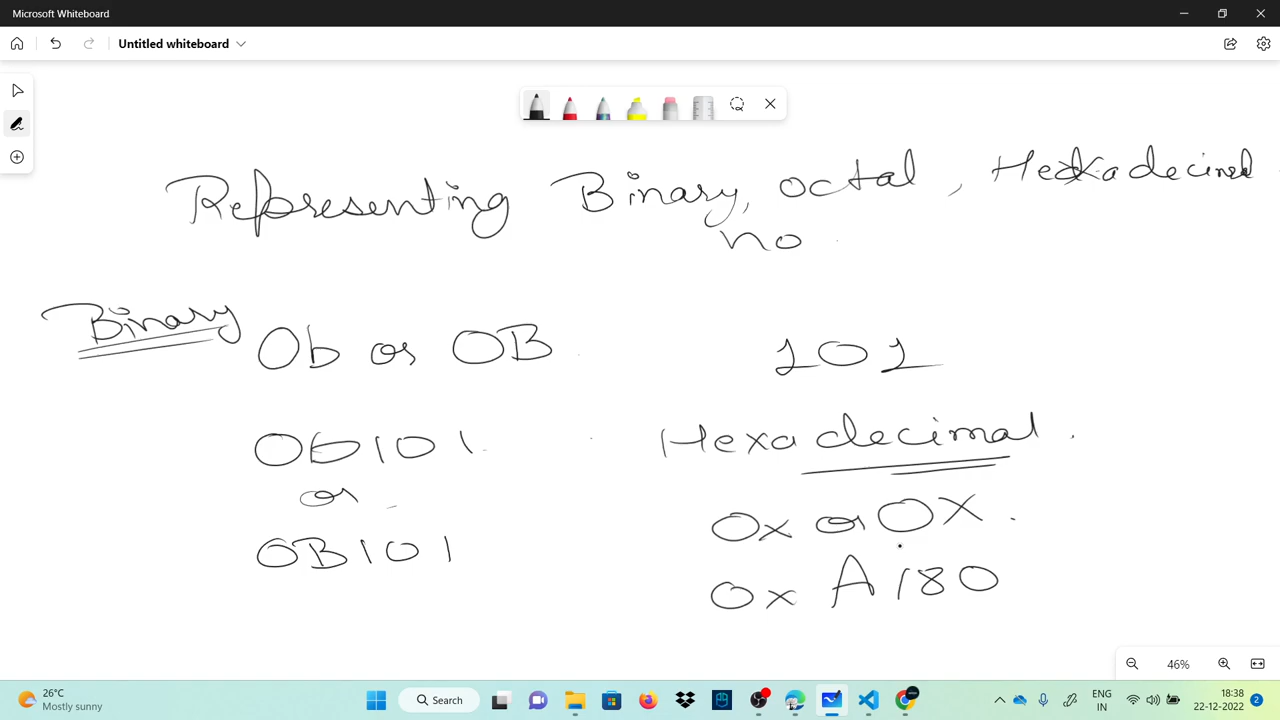 Microsoft Whiteboard
Untitled whiteboard
Representing Binary, octal, Hexadecimal
no
Binary
0b or 0B
101
0b101
Hexadecimal.
or
0x or 0X.
0B101
0x A180
46%
26°C
Mostly sunny
Search
ENG
IN
18:38
22-12-2022
2